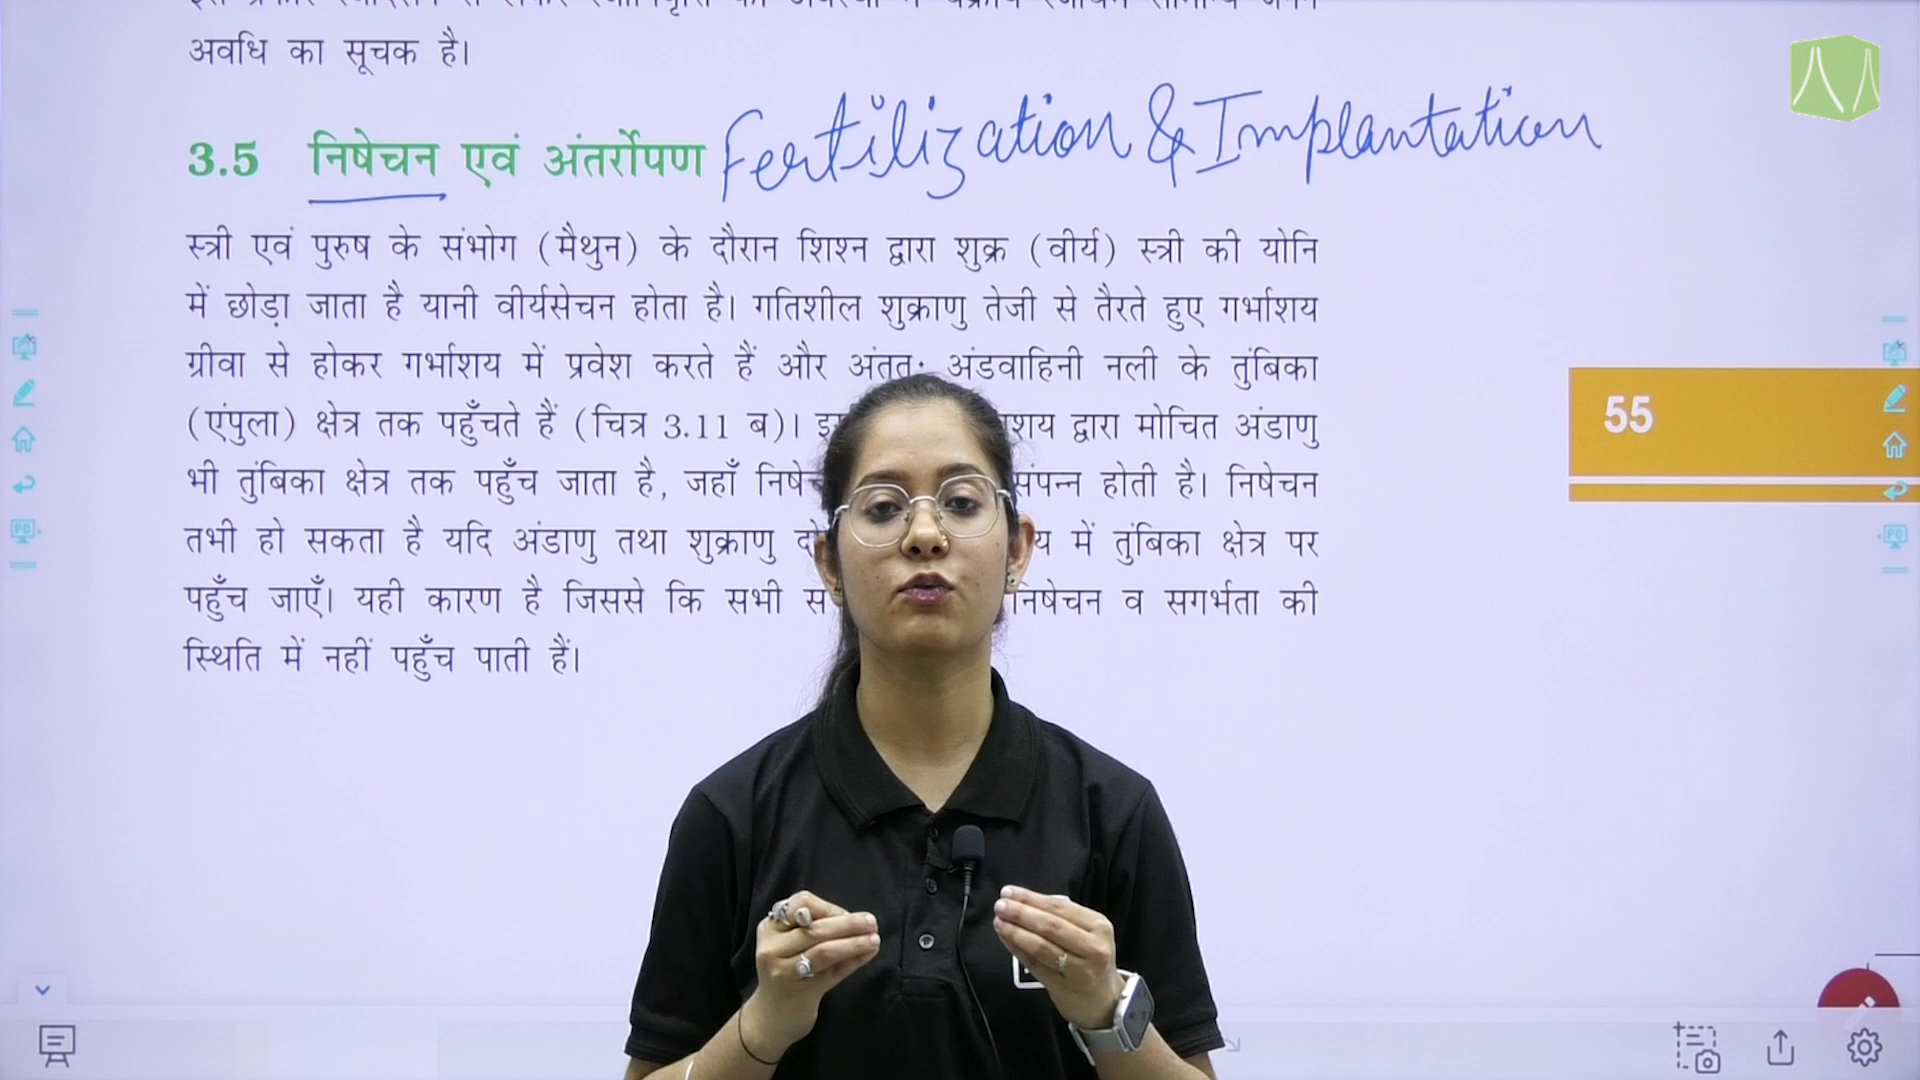 अवधि का सूचक है।
3.5 निषेचन एवं अंतर्रोपण Fertilization & Implantation
स्त्री एवं पुरुष के संभोग (मैथुन) के दौरान शिश्न द्वारा शुक्र (वीर्य) स्त्री की योनि
में छोड़ा जाता है यानी वीर्यसेचन होता है। गतिशील शुक्राणु तेजी से तैरते हुए गर्भाशय
ग्रीवा से होकर गर्भाशय में प्रवेश करते हैं और अंततः अंडवाहिनी नली के तुंबिका
(एंपुला) क्षेत्र तक पहुँचते हैं (चित्र 3.11 ब)। द्वारा मोचित अंडाणु
55
भी तुंबिका क्षेत्र तक पहुँच जाता है, जहाँ संपन्न होती है। निषेचन
तभी हो सकता है यदि अंडाणु तथा शुक्राणु में तुंबिका क्षेत्र पर
पहुँच जाएँ। यही कारण है जिससे कि सभी निषेचन व सगर्भता की
स्थिति में नहीं पहुँच पाती हैं।